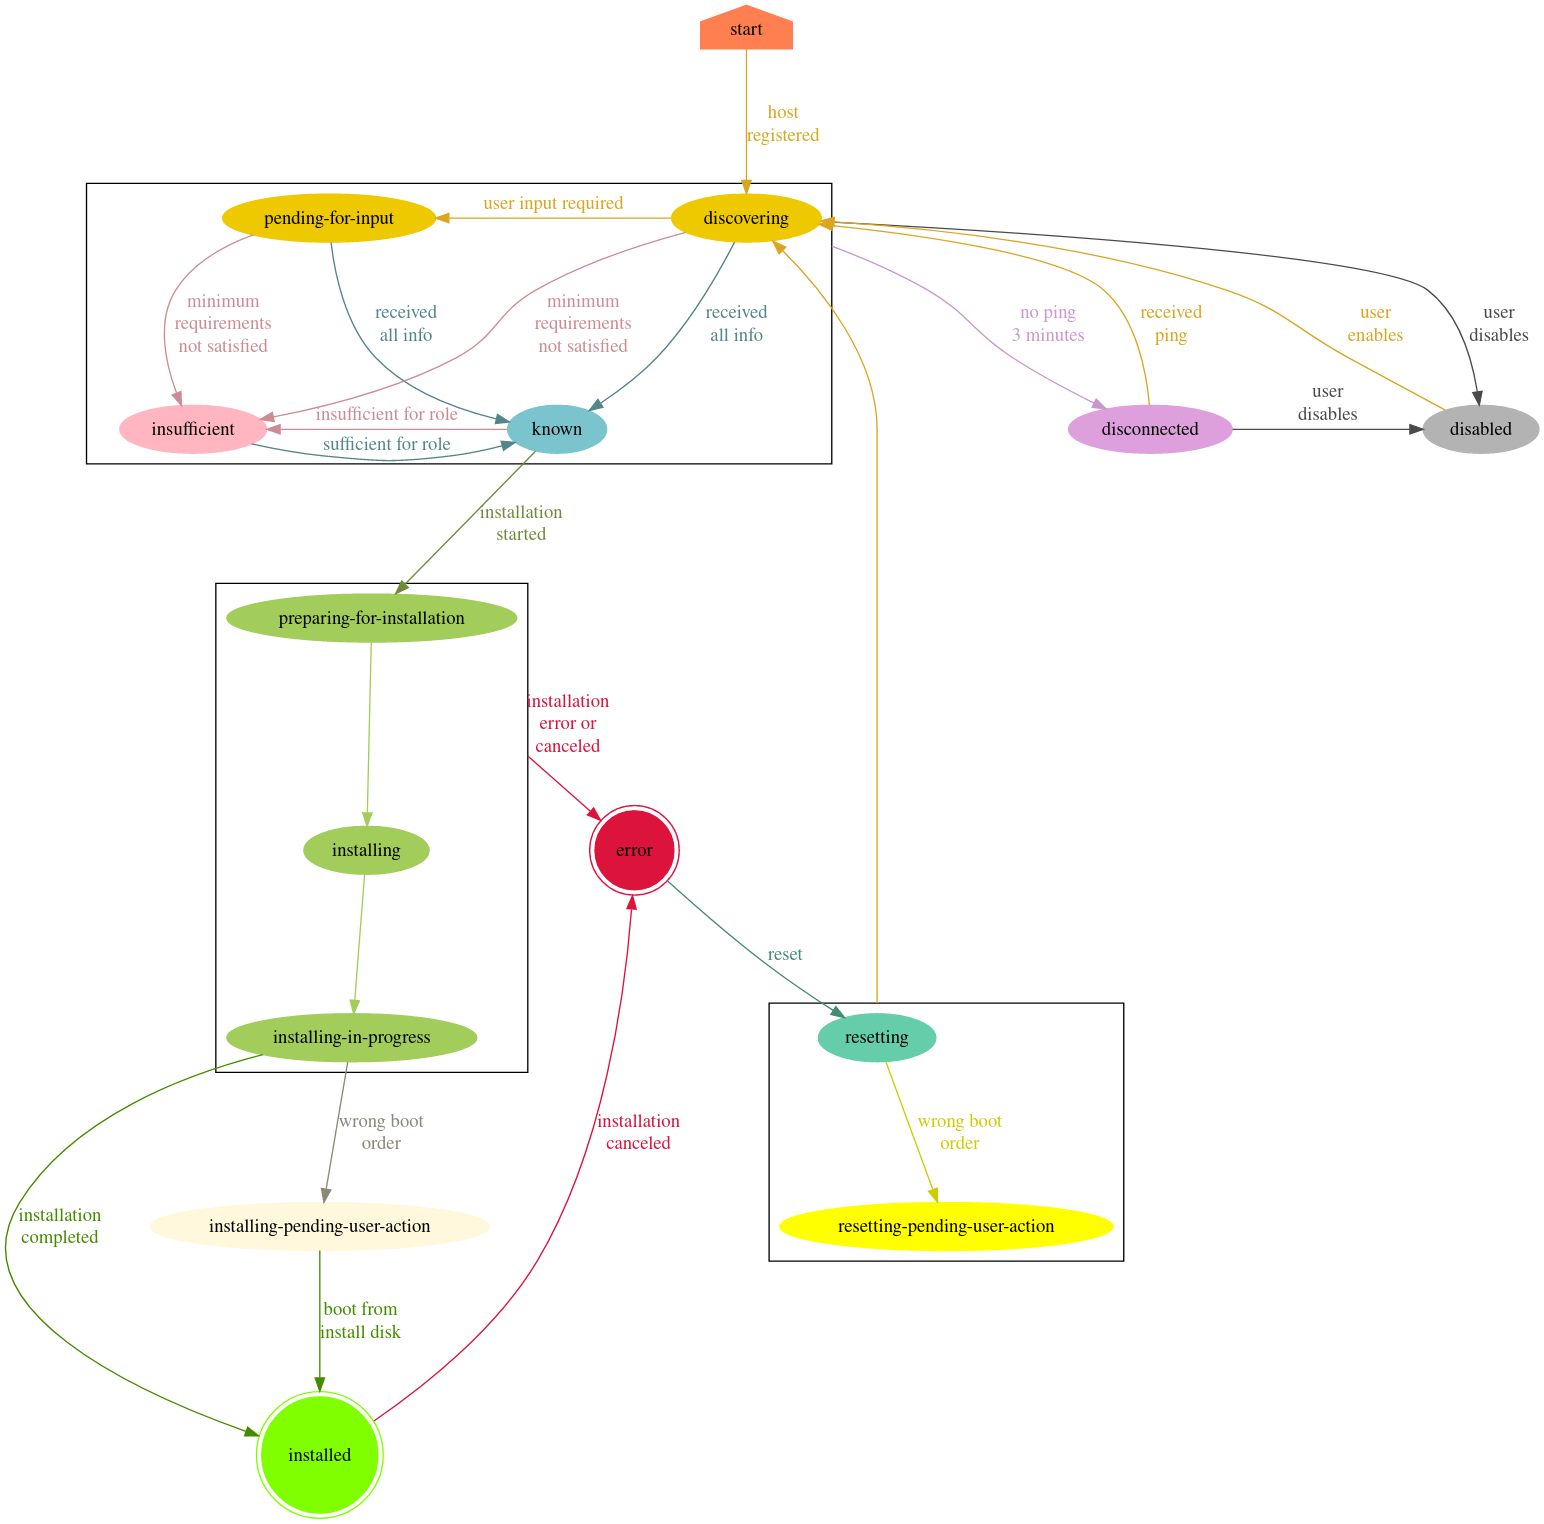 start
host
registered
pending-for-input
user input required
discovering
minimum
requirements
not satisfied
received
all info
minimum
requirements
not satisfied
received
all info
no ping
3 minutes
received
ping
user
enables
user
disables
insufficient
insufficient for role
sufficient for role
known
disconnected
user
disables
disabled
installation
started
preparing-for-installation
installation
error or
canceled
installing
error
reset
installing-in-progress
resetting
wrong boot
order
installation
canceled
wrong boot
order
installation
completed
installing-pending-user-action
resetting-pending-user-action
boot from
install disk
installed